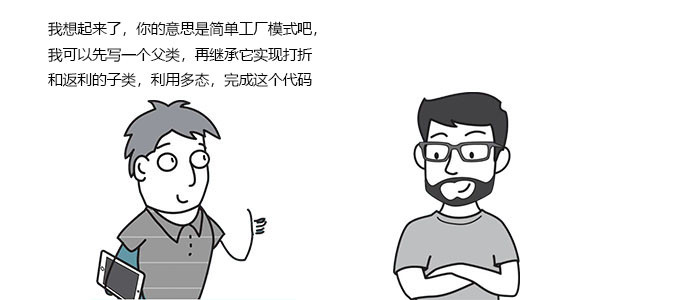 我想起来了，你的意思是简单工厂模式吧，
我可以先写一个父类，再继承它实现打折
和返利的子类，利用多态，完成这个代码